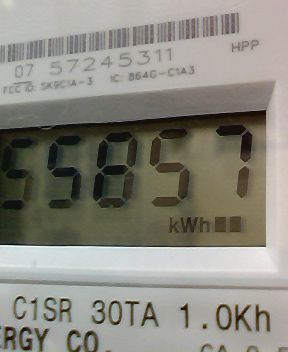 07 57245311
HPP
FCC ID: SK9C1A-3 IC: 864G-C1A3
55857
kWh
C1SR 30TA 1.0Kh
ERGY CO.